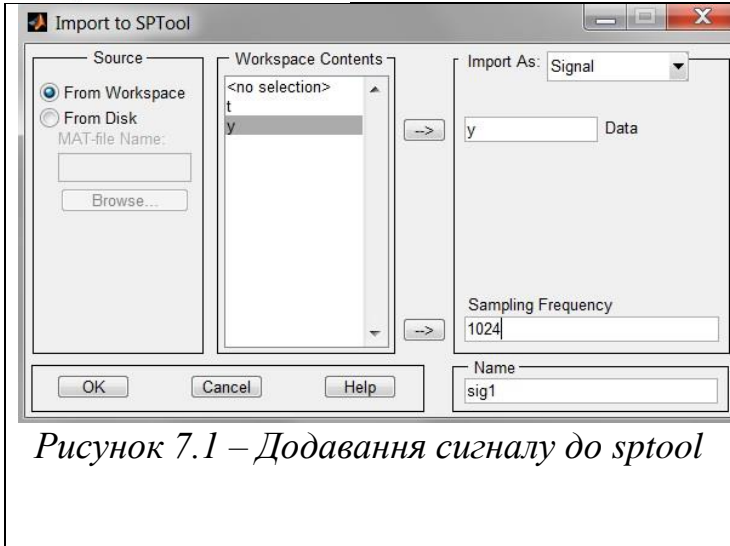 Import to SPTool
Source
From Workspace
From Disk
MAT-file Name:
Browse...
Workspace Contents
<no selection>
t
y
-->
-->
Import As: Signal
y Data
Sampling Frequency
1024
OK Cancel Help
Name
sig1
Рисунок 7.1 – Додавання сигналу до sptool